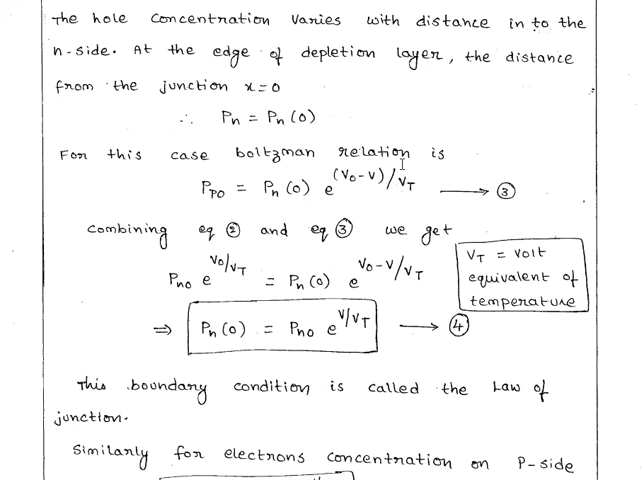 The hole concentration varies with distance in to the
n-side. At the edge of depletion layer, the distance
from the junction x=0
∴ Pn = Pn(0)
For this case boltzman relation is
Ppo = Pn(0) e^(Vo-V)/VT → ③
Combining eq ② and eq ③ we get
Pno e^Vo/VT = Pn(0) e^Vo-V/VT
VT = volt
equivalent of
temperature
⇒ Pn(0) = Pno e^V/VT → ④
This boundary condition is called the Law of
junction.
Similarly for electrons concentration on P-side